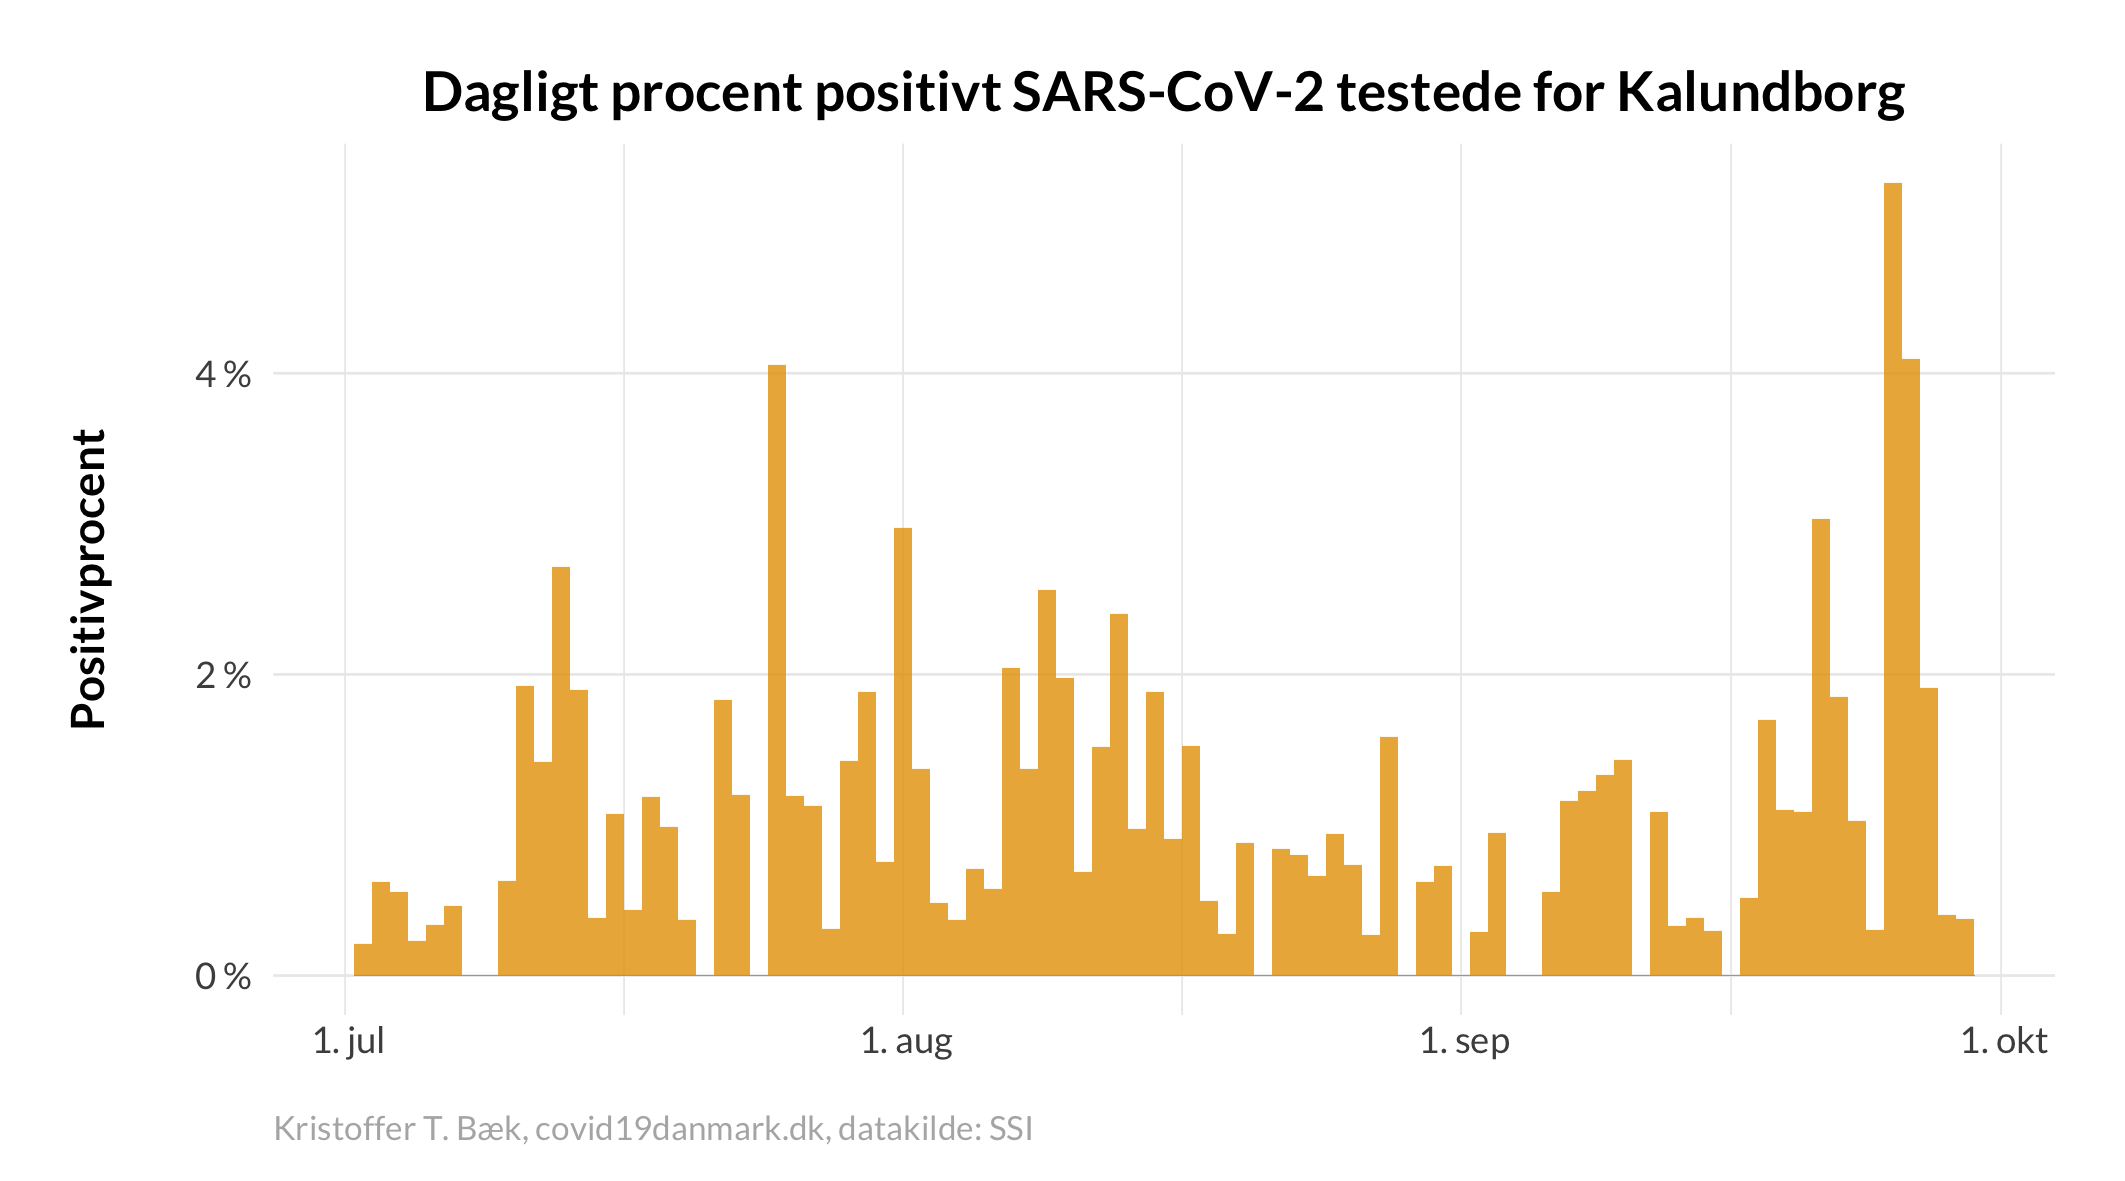 Dagligt procent positivt SARS-CoV-2 testede for Kalundborg
Positivprocent
4 %
2 %
0 %
1. jul
1. aug
1. sep
1. okt
Kristoffer T. Bæk, covid19danmark.dk, datakilde: SSI